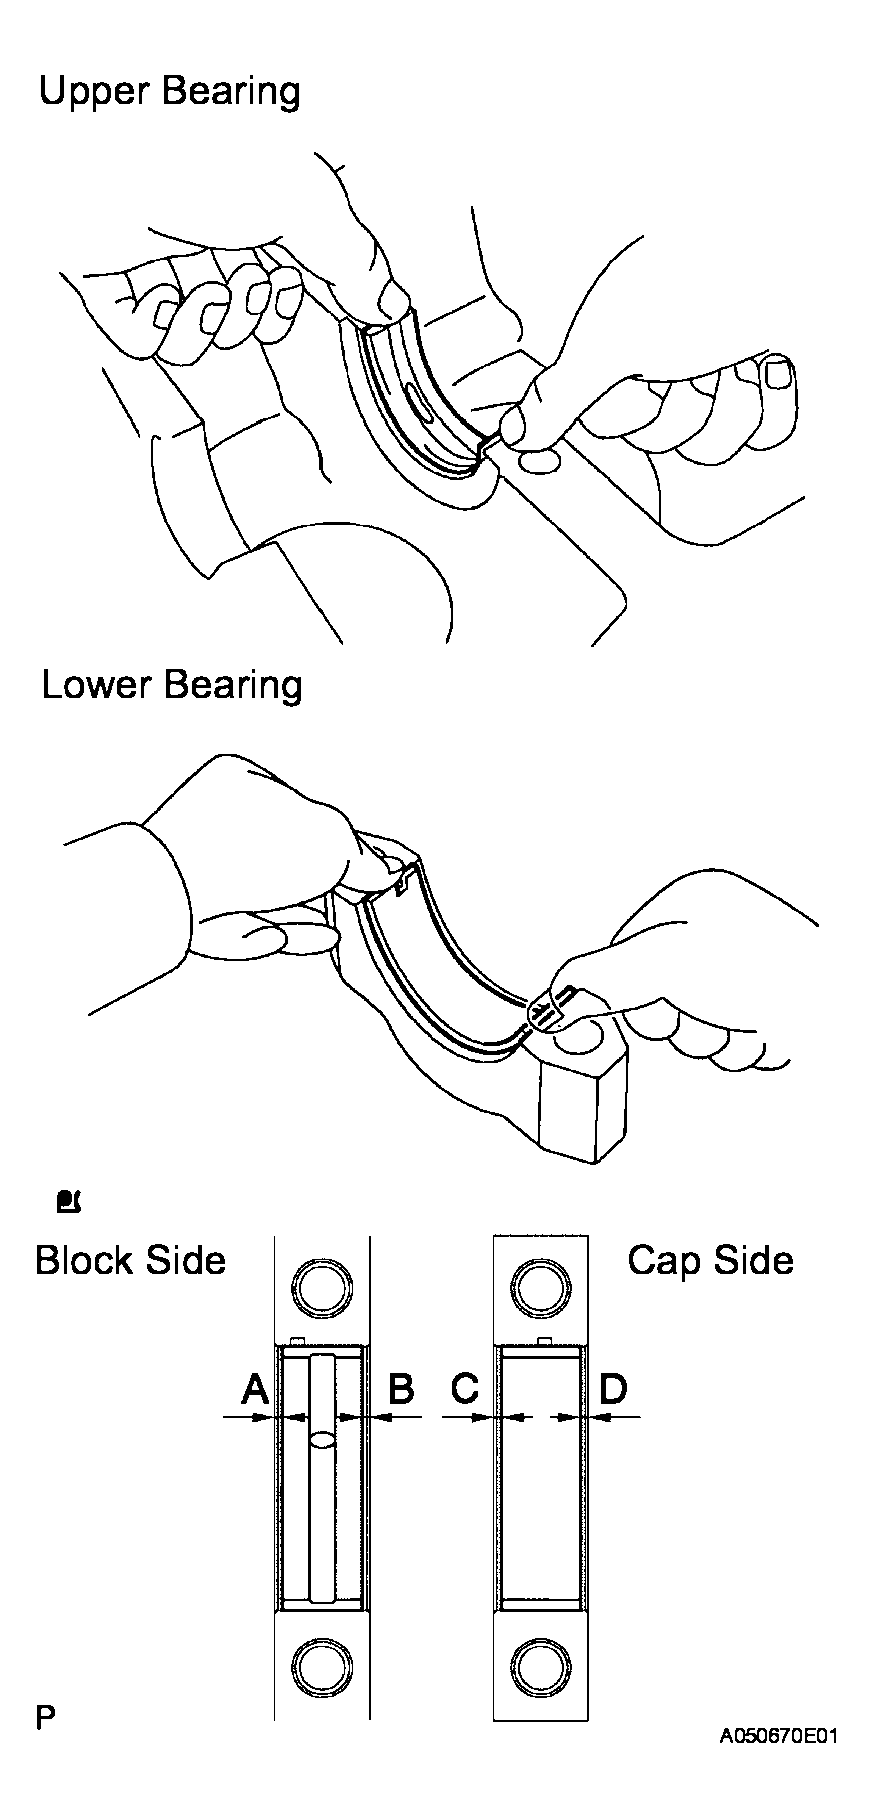 Upper Bearing
Lower Bearing
Block Side
Cap Side
A
B
C
D
P
A050670E01